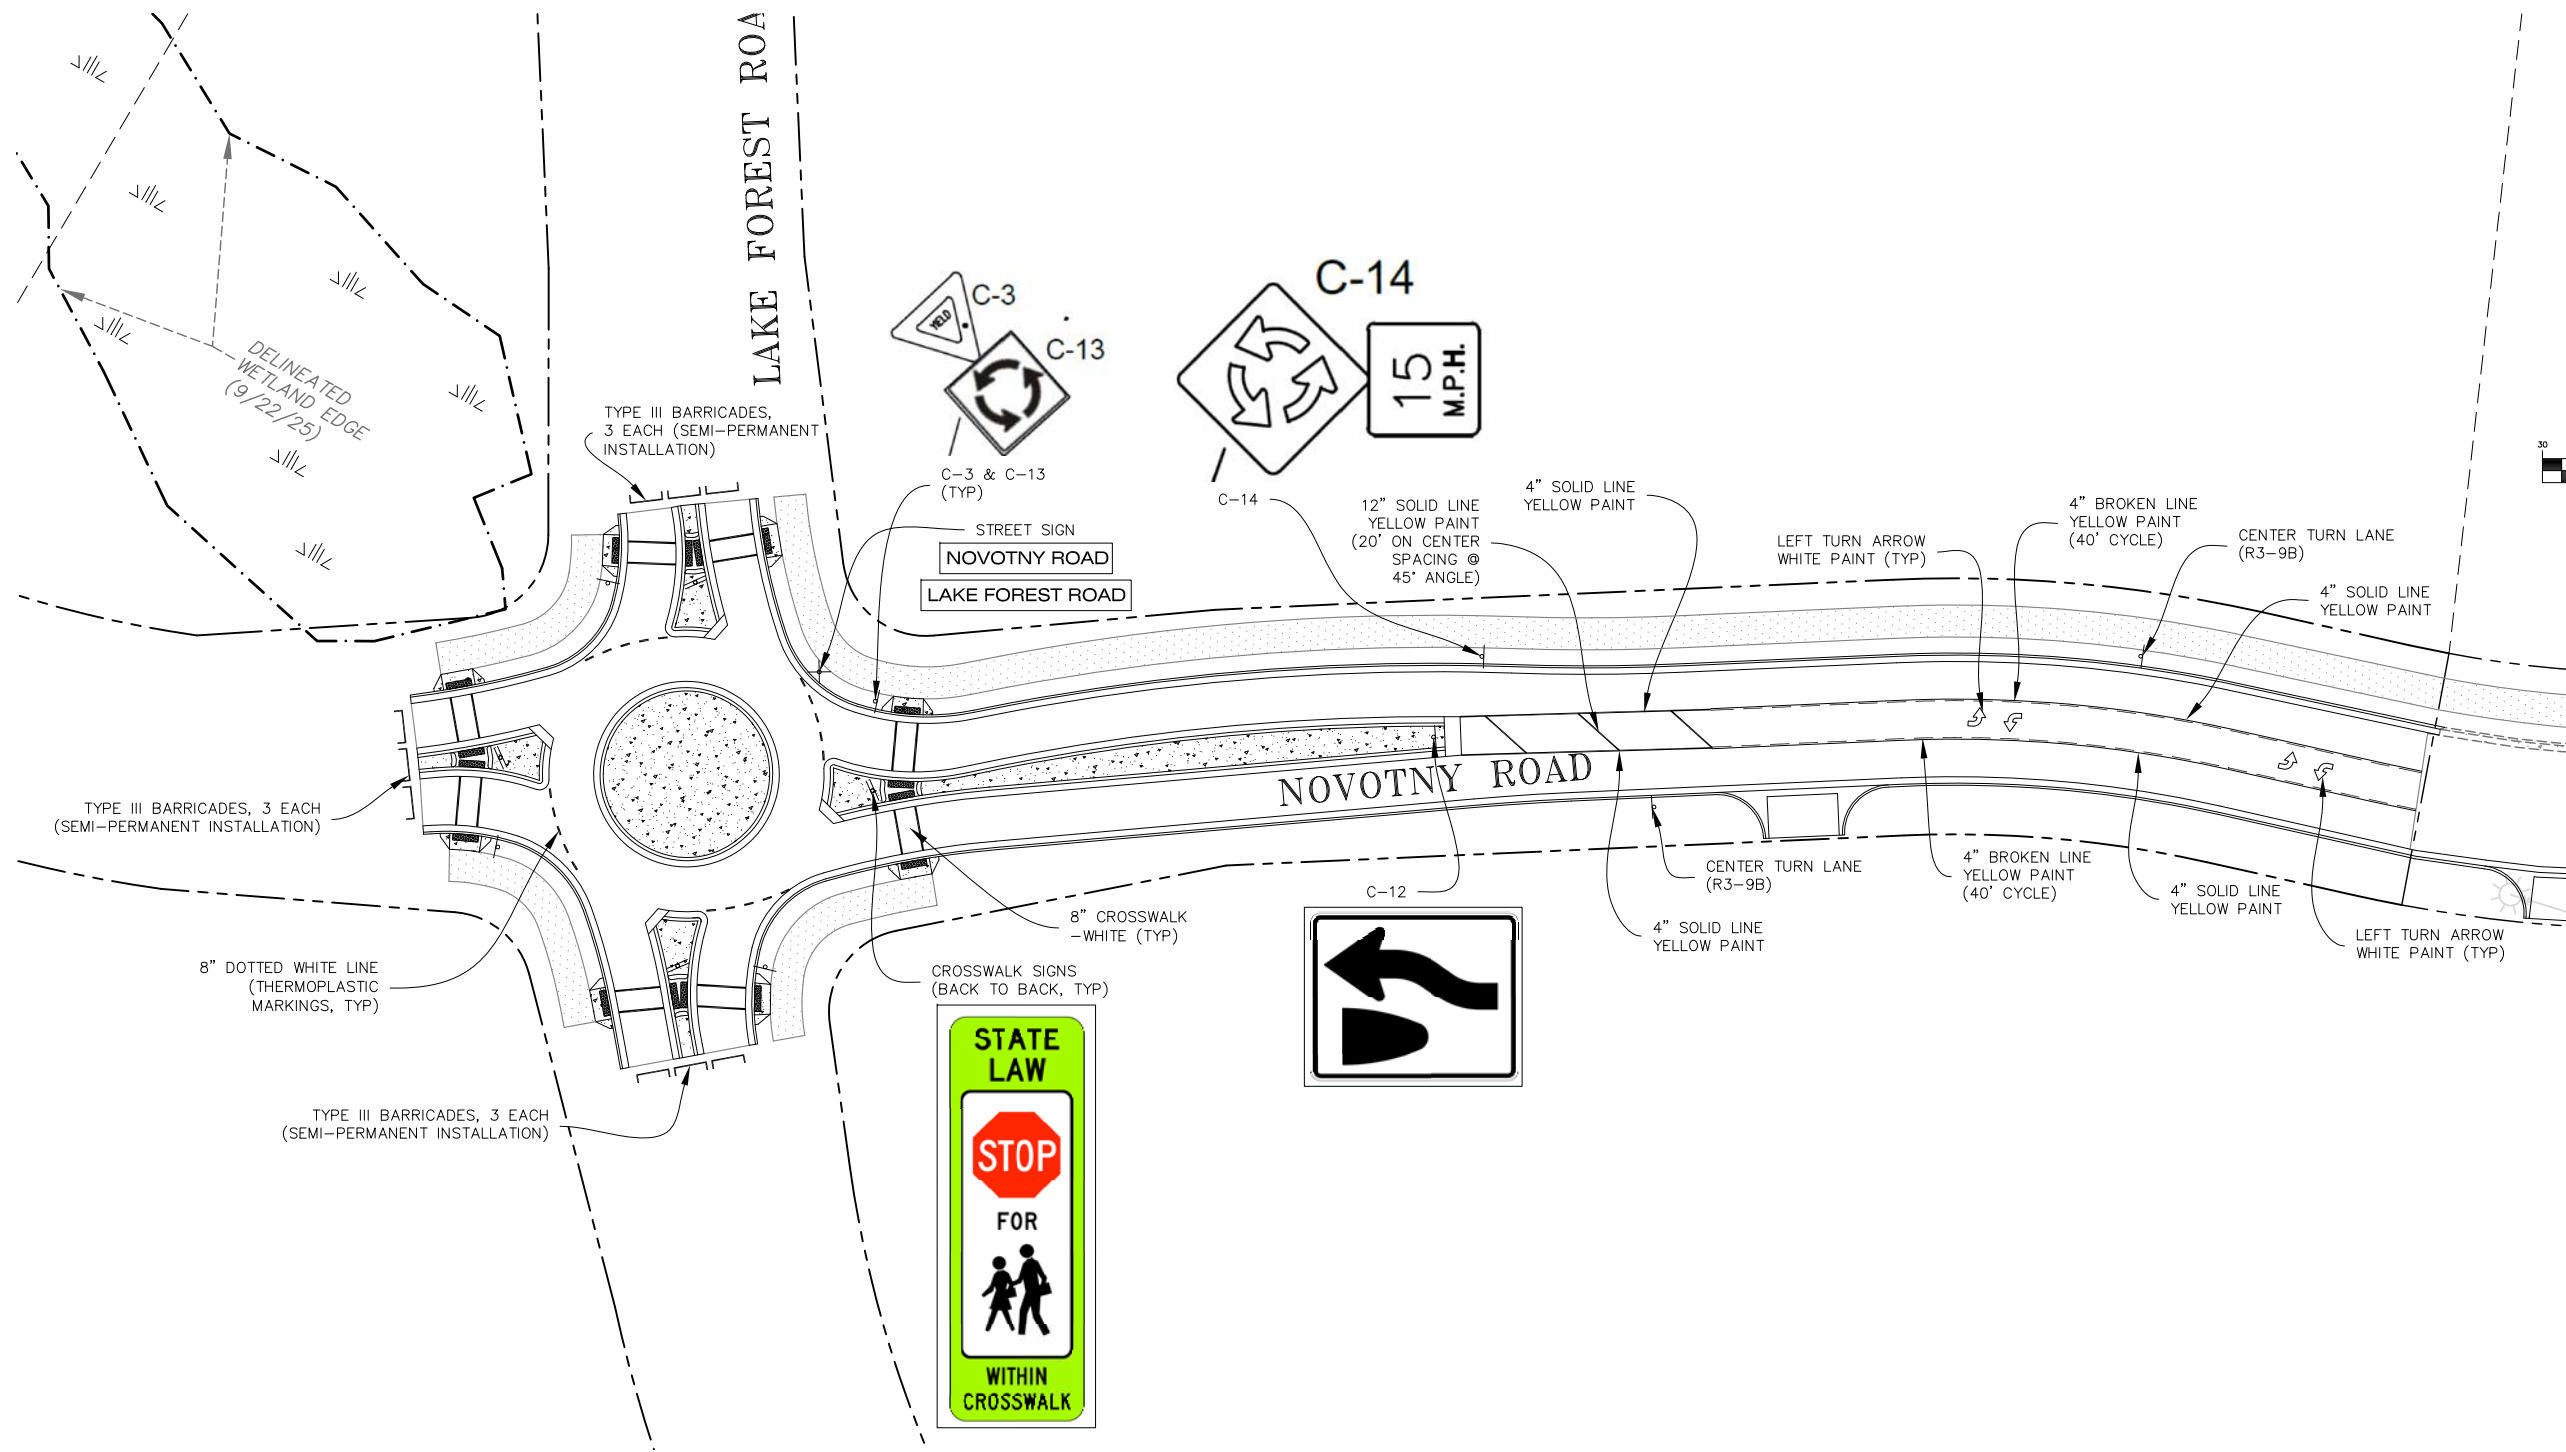 LAKE FOREST ROA
C-14
C-3
YIELD
C-13
15
M.P.H.
DELINEATED
WETLAND EDGE
(9/22/25)
TYPE III BARRICADES,
3 EACH (SEMI-PERMANENT
INSTALLATION)
C-3 & C-13
(TYP)
STREET SIGN
NOVOTNY ROAD
LAKE FOREST ROAD
C-14
12" SOLID LINE
YELLOW PAINT
(20' ON CENTER
SPACING @
45° ANGLE)
4" SOLID LINE
YELLOW PAINT
LEFT TURN ARROW
WHITE PAINT (TYP)
4" BROKEN LINE
YELLOW PAINT
(40' CYCLE)
CENTER TURN LANE
(R3-9B)
4" SOLID LINE
YELLOW PAINT
30
NOVOTNY ROAD
TYPE III BARRICADES, 3 EACH
(SEMI-PERMANENT INSTALLATION)
8" DOTTED WHITE LINE
(THERMOPLASTIC
MARKINGS, TYP)
TYPE III BARRICADES, 3 EACH
(SEMI-PERMANENT INSTALLATION)
8" CROSSWALK
-WHITE (TYP)
CROSSWALK SIGNS
(BACK TO BACK, TYP)
STATE
LAW
STOP
FOR
WITHIN
CROSSWALK
C-12
4" SOLID LINE
YELLOW PAINT
CENTER TURN LANE
(R3-9B)
4" BROKEN LINE
YELLOW PAINT
(40' CYCLE)
4" SOLID LINE
YELLOW PAINT
LEFT TURN ARROW
WHITE PAINT (TYP)